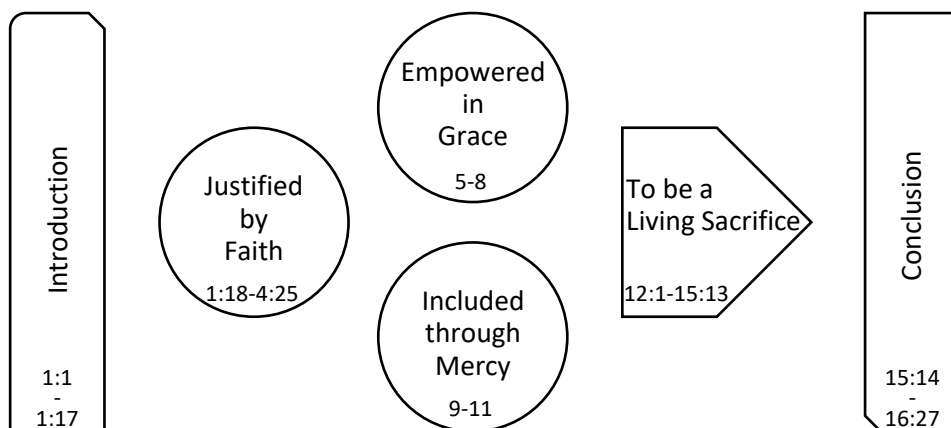 Introduction
1:1
-
1:17
Justified
by
Faith
1:18-4:25
Empowered
in
Grace
5-8
Included
through
Mercy
9-11
To be a
Living Sacrifice
12:1-15:13
Conclusion
15:14
-
16:27